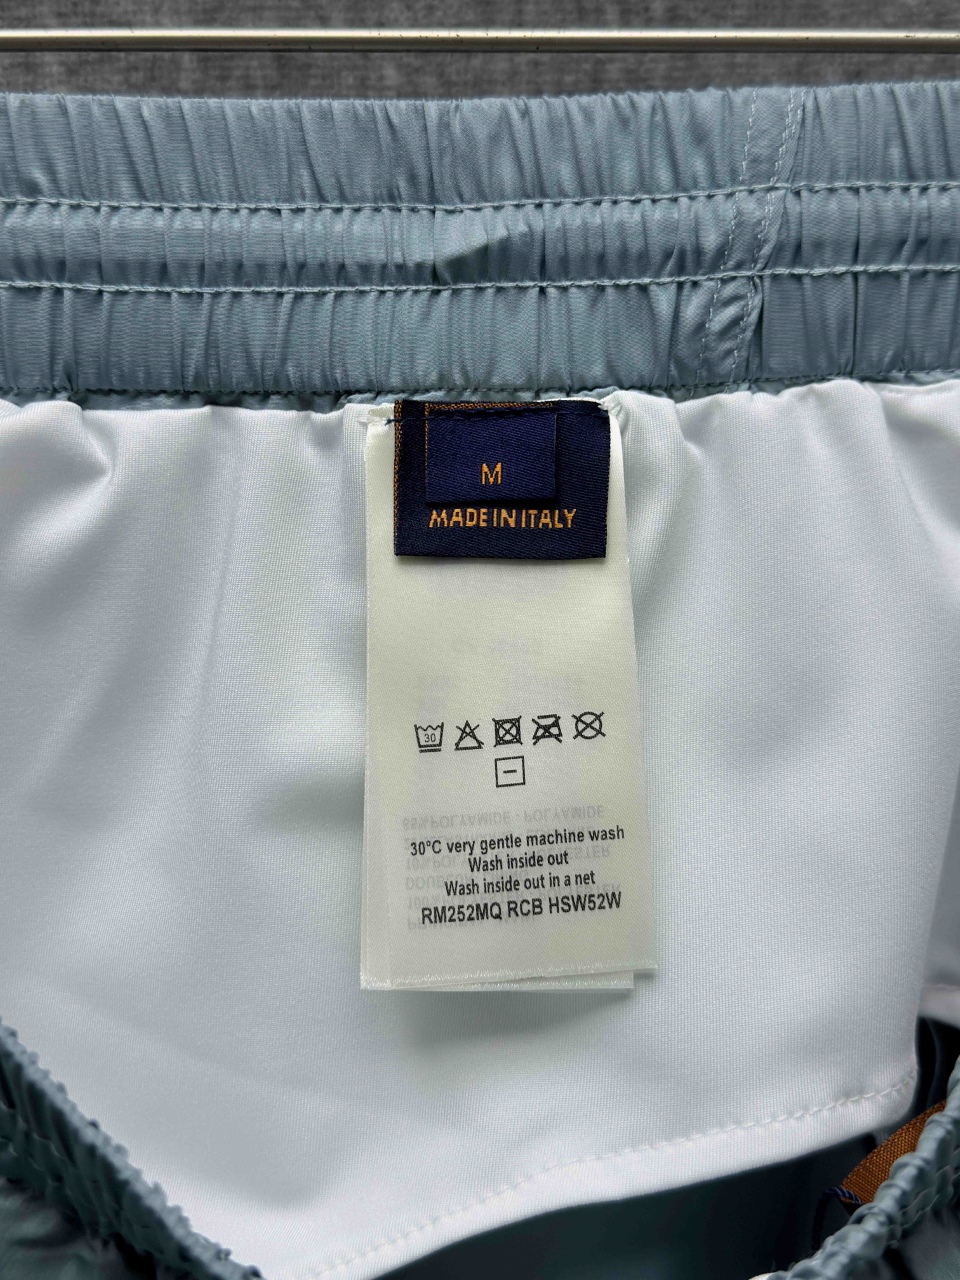 M
MADE IN ITALY
30
30°C very gentle machine wash
Wash inside out
Wash inside out in a net
RM252MQ RCB HSW52W